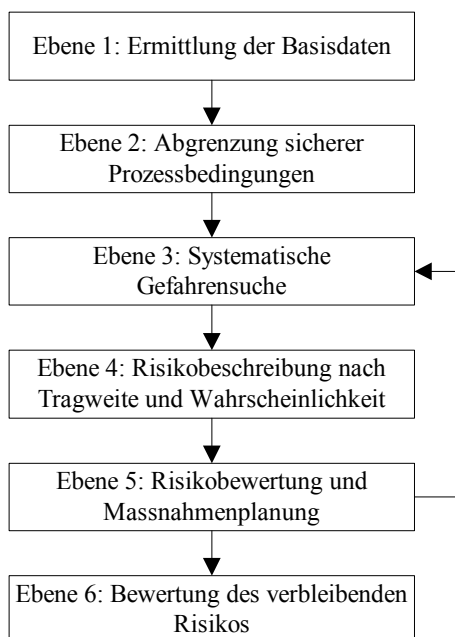 Ebene 1: Ermittlung der Basisdaten
Ebene 2: Abgrenzung sicherer
Prozessbedingungen
Ebene 3: Systematische
Gefahrensuche
Ebene 4: Risikobeschreibung nach
Tragweite und Wahrscheinlichkeit
Ebene 5: Risikobewertung und
Massnahmenplanung
Ebene 6: Bewertung des verbleibenden
Risikos